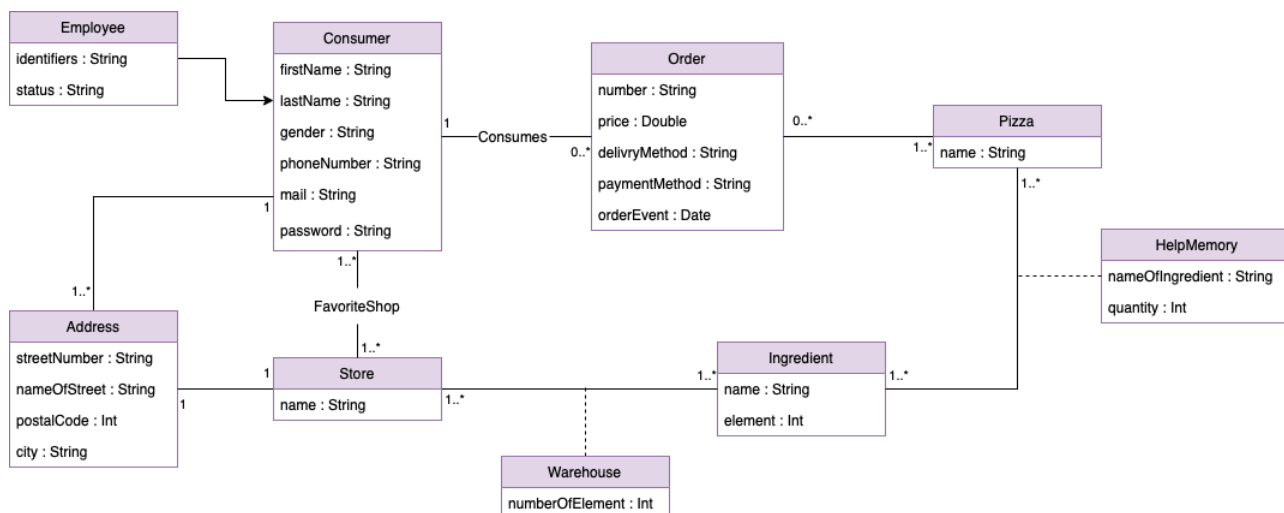 Employee
identifiers : String
status : String
Consumer
firstName : String
lastName : String
gender : String
phoneNumber : String
mail : String
password : String
1
Consumes
0..*
Order
number : String
price : Double
delivryMethod : String
paymentMethod : String
orderEvent : Date
0..*
1..*
Pizza
name : String
1..*
HelpMemory
nameOfIngredient : String
quantity : Int
1
1..*
1..*
FavoriteShop
1..*
Address
streetNumber : String
nameOfStreet : String
postalCode : Int
city : String
1
1
Store
name : String
1..*
1..*
Ingredient
name : String
element : Int
1..*
Warehouse
numberOfElement : Int